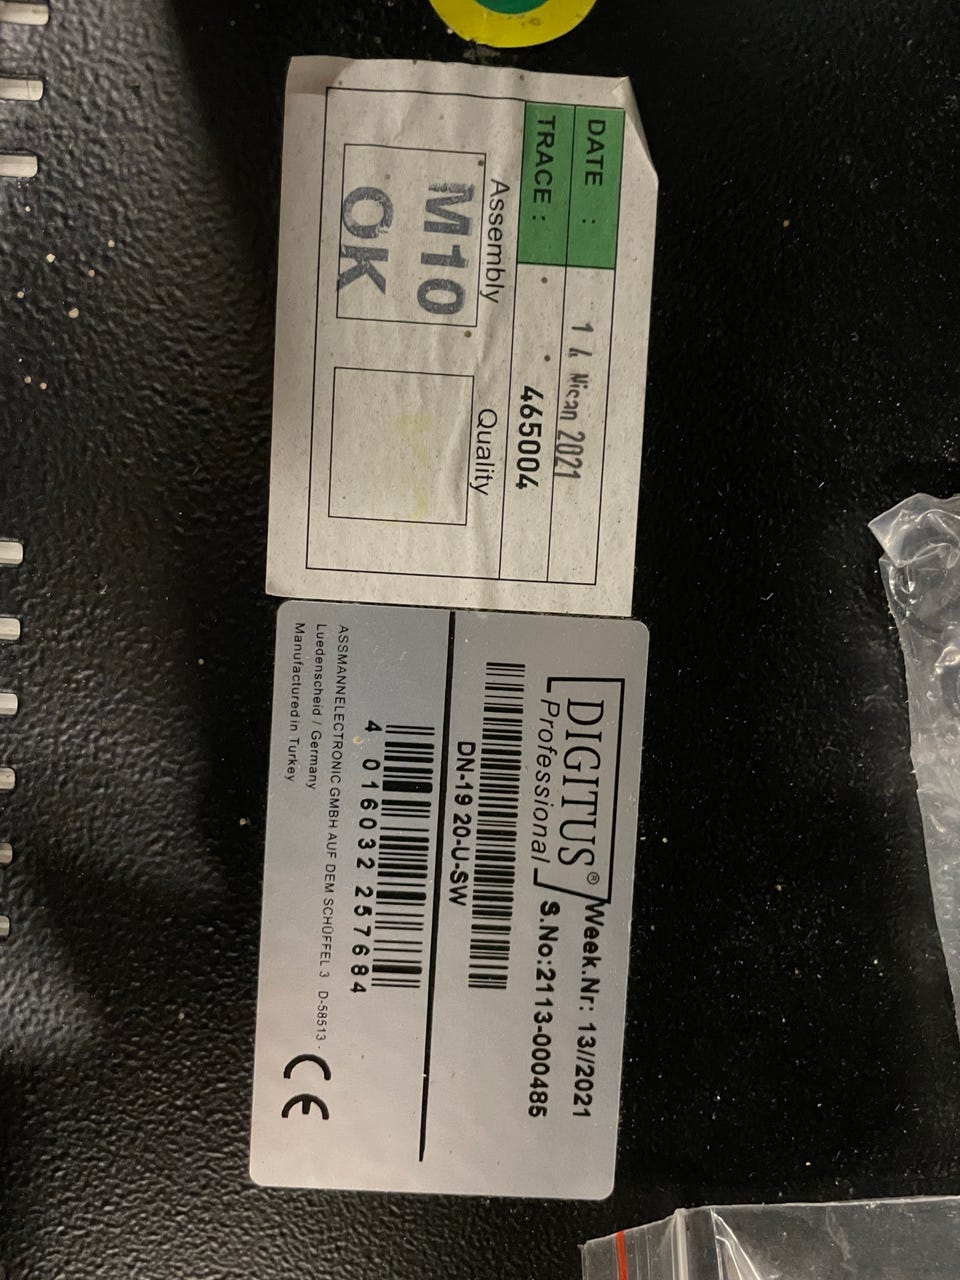 DATE : 14 Nisan 2021
TRACE : 465004
Assembly Quality
M10
OK
DIGITUS® Week.Nr: 13//2021
Professional S.No:2113-000485
DN-19 20-U-SW
4 016032 257684
ASSMANNELECTRONIC GMBH AUF DEM SCHÜFFEL 3 D-58513 .
Luedenscheid / Germany
Manufactured in Turkey
CE